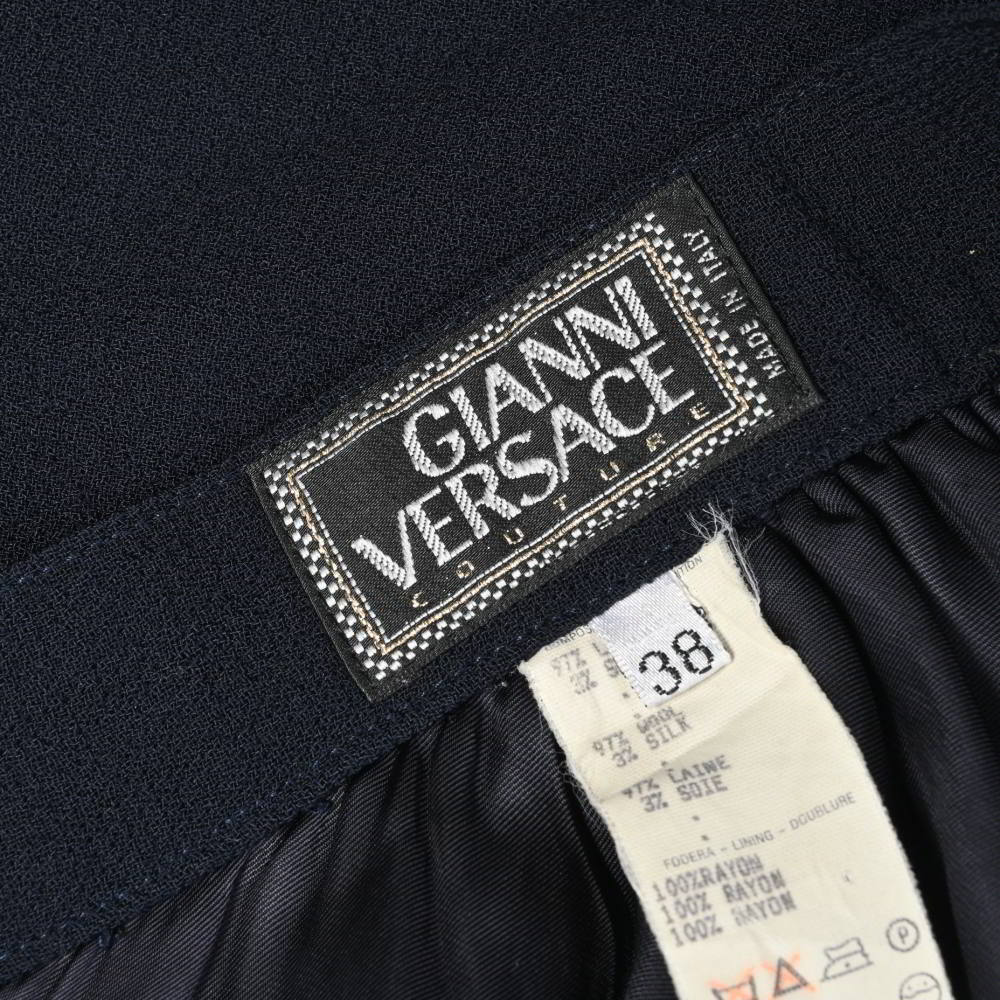 GIANNI
VERSACE
COUTURE
MADE IN ITALY
38
97% WOOL
3% SILK
97% LAINE
3% SOIE
FODERA - LINING - DOUBLURE
100%RAYON
100% RAYON
100% RAYON
P